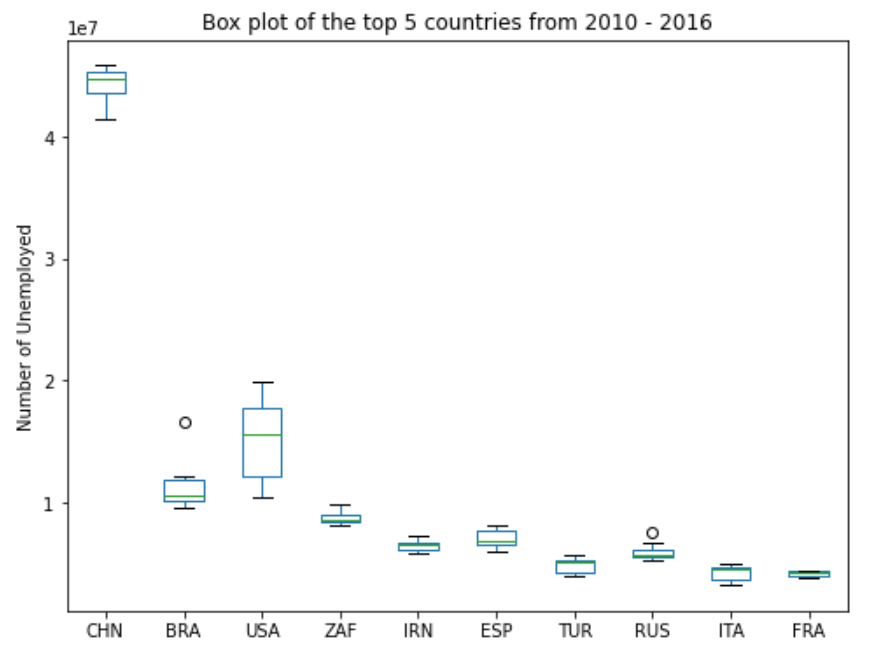 Box plot of the top 5 countries from 2010 - 2016
1e7
4
3
2
1
Number of Unemployed
CHN BRA USA ZAF IRN ESP TUR RUS ITA FRA